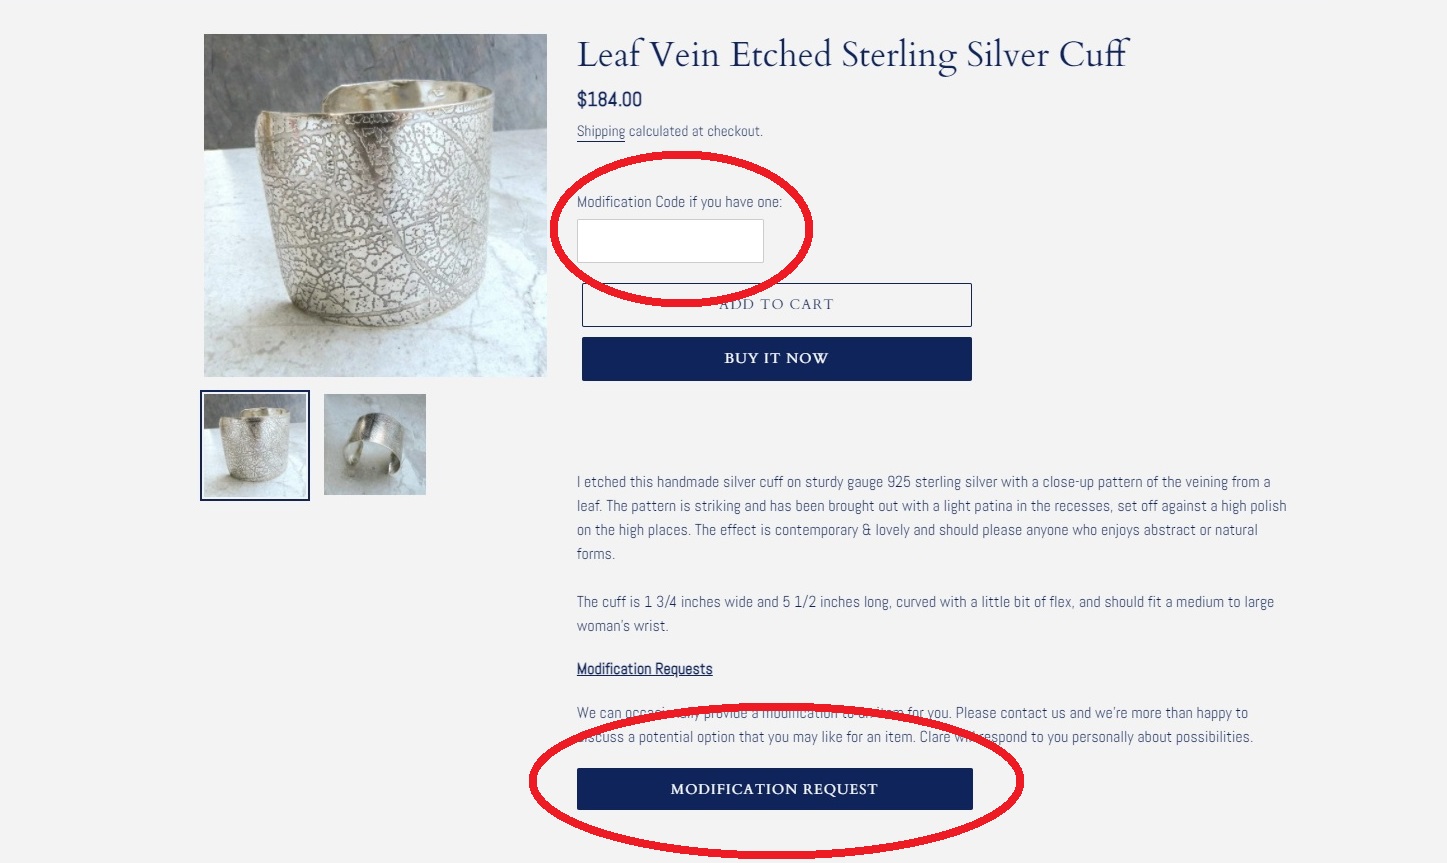 Leaf Vein Etched Sterling Silver Cuff
$184.00
Shipping calculated at checkout.
Modification Code if you have one:
ADD TO CART
BUY IT NOW
I etched this handmade silver cuff on sturdy gauge 925 sterling silver with a close-up pattern of the veining from a
leaf. The pattern is striking and has been brought out with a light patina in the recesses, set off against a high polish
on the high places. The effect is contemporary & lovely and should please anyone who enjoys abstract or natural
forms.
The cuff is 1 3/4 inches wide and 5 1/2 inches long, curved with a little bit of flex, and should fit a medium to large
woman's wrist.
Modification Requests
We can occasionally provide a modification to an item for you. Please contact us and we're more than happy to
discuss a potential option that you may like for an item. Clare will respond to you personally about possibilities.
MODIFICATION REQUEST